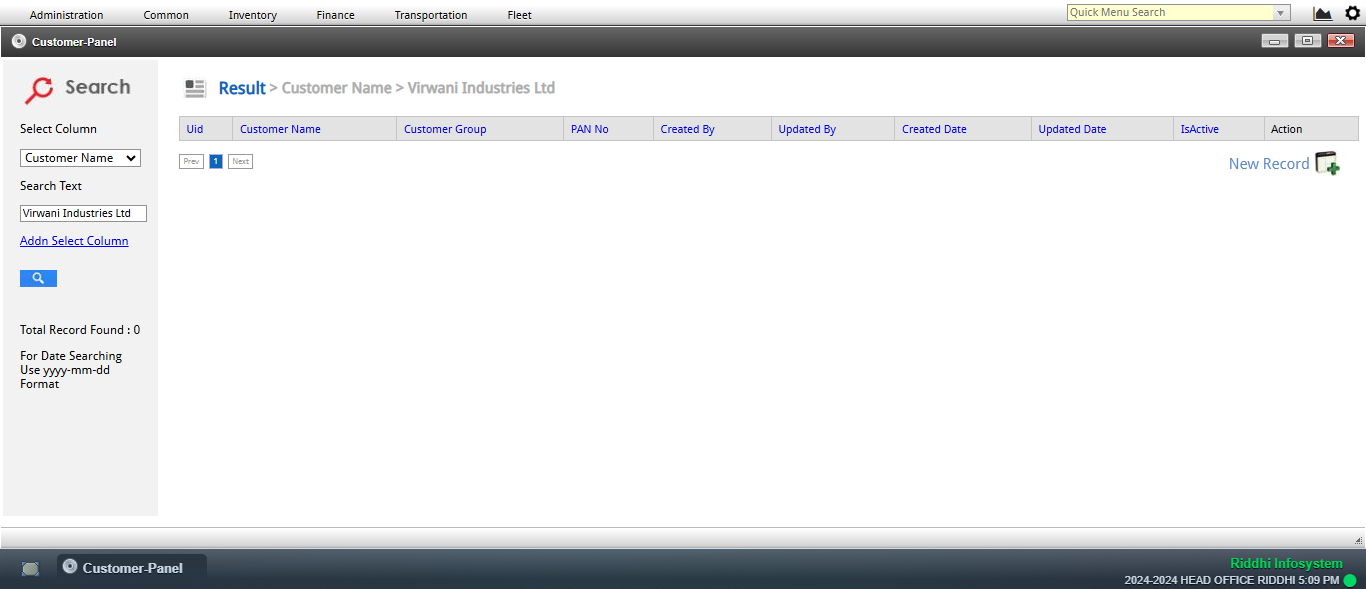 Administration Common Inventory Finance Transportation Fleet Quick Menu Search
Customer-Panel
Search
Select Column
Customer Name
Search Text
Virwani Industries Ltd
Addn Select Column
Total Record Found : 0
For Date Searching
Use yyyy-mm-dd
Format
Result > Customer Name > Virwani Industries Ltd
Uid Customer Name Customer Group PAN No Created By Updated By Created Date Updated Date IsActive Action
Prev 1 Next
New Record
Customer-Panel
Riddhi Infosystem
2024-2024 HEAD OFFICE RIDDHI 5:09 PM